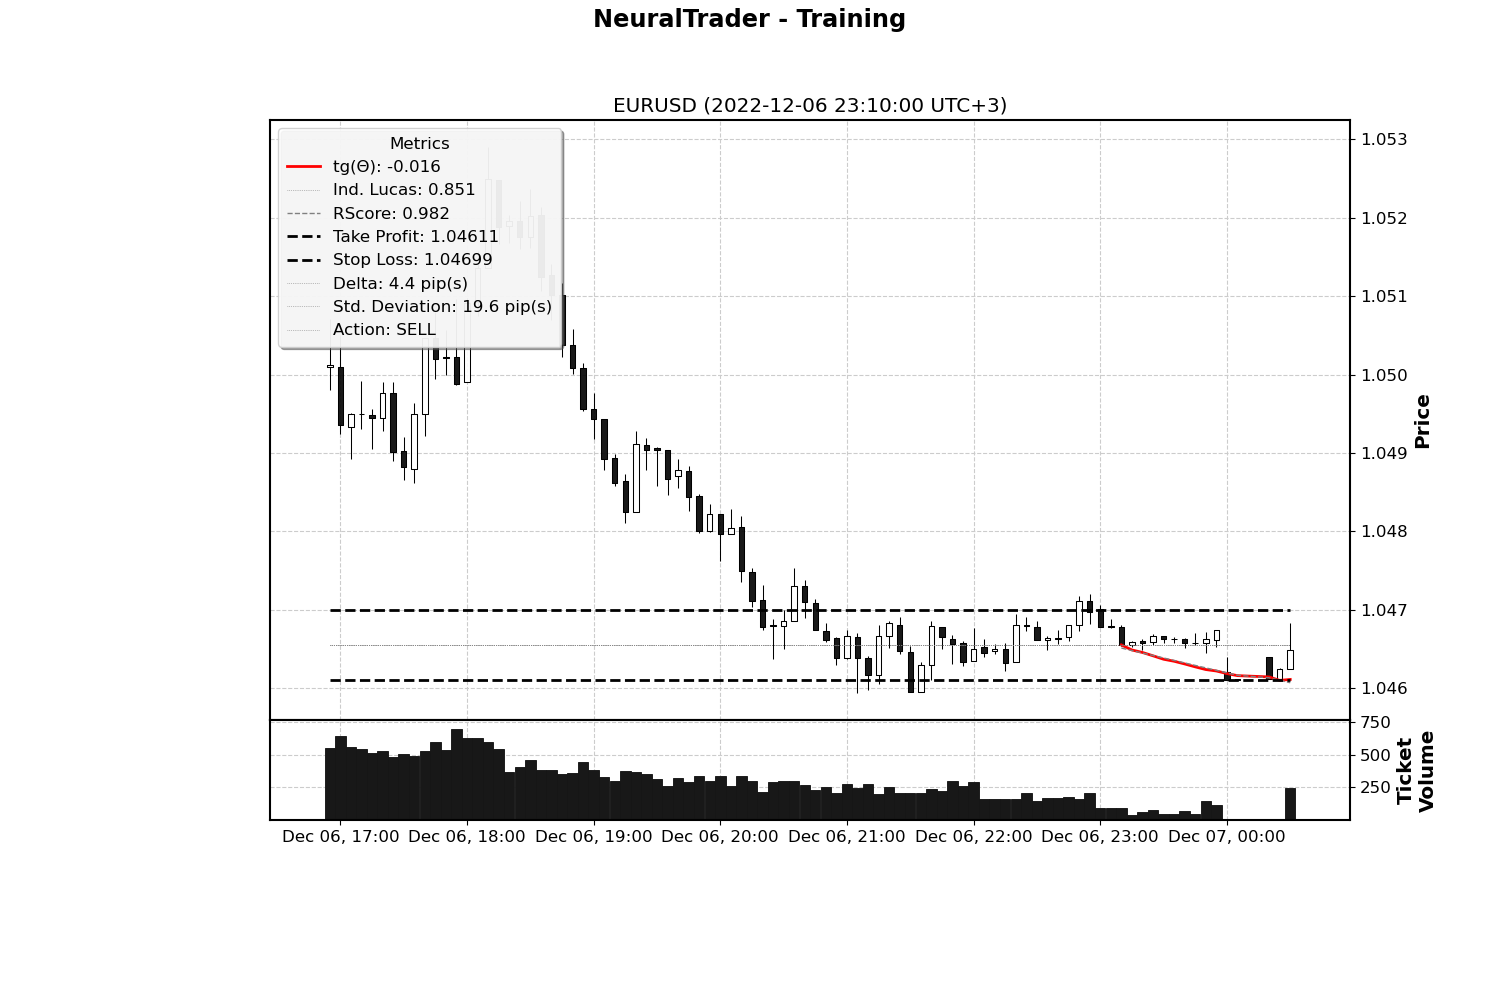 NeuralTrader - Training
EURUSD (2022-12-06 23:10:00 UTC+3)
Metrics
tg(Θ): -0.016
Ind. Lucas: 0.851
RScore: 0.982
Take Profit: 1.04611
Stop Loss: 1.04699
Delta: 4.4 pip(s)
Std. Deviation: 19.6 pip(s)
Action: SELL
1.053
1.052
1.051
1.050
1.049
1.048
1.047
1.046
Price
750
500
250
Ticket
Volume
Dec 06, 17:00 Dec 06, 18:00 Dec 06, 19:00 Dec 06, 20:00 Dec 06, 21:00 Dec 06, 22:00 Dec 06, 23:00 Dec 07, 00:00